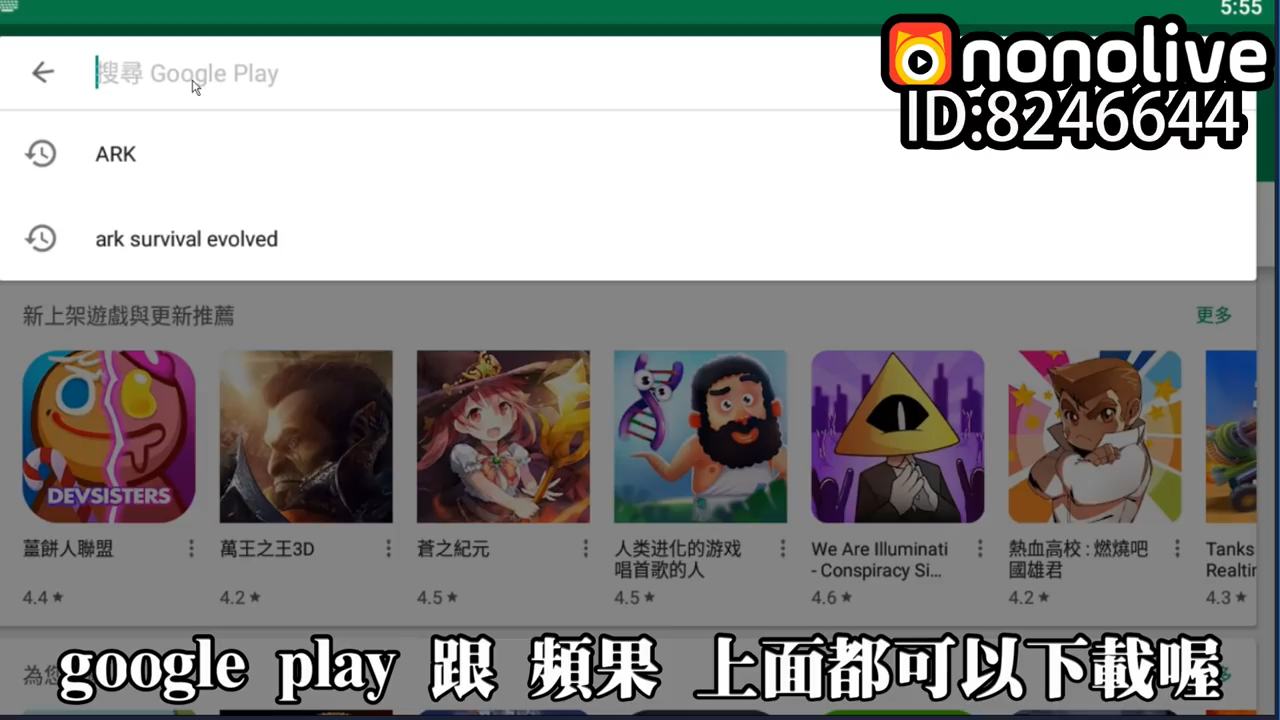 5:55
搜尋 Google Play
nonolive
ID:8246644
ARK
ark survival evolved
新上架遊戲與更新推薦
更多
DEVSISTERS
薑餅人聯盟
4.4★
萬王之王3D
4.2★
蒼之紀元
4.5★
人类进化的游戏
唱首歌的人
4.5★
We Are Illuminati
- Conspiracy Si...
4.6★
熱血高校 : 燃燒吧
國雄君
4.2★
Tanks
Realti
4.3★
為您
google play 跟 頻果 上面都可以下載喔